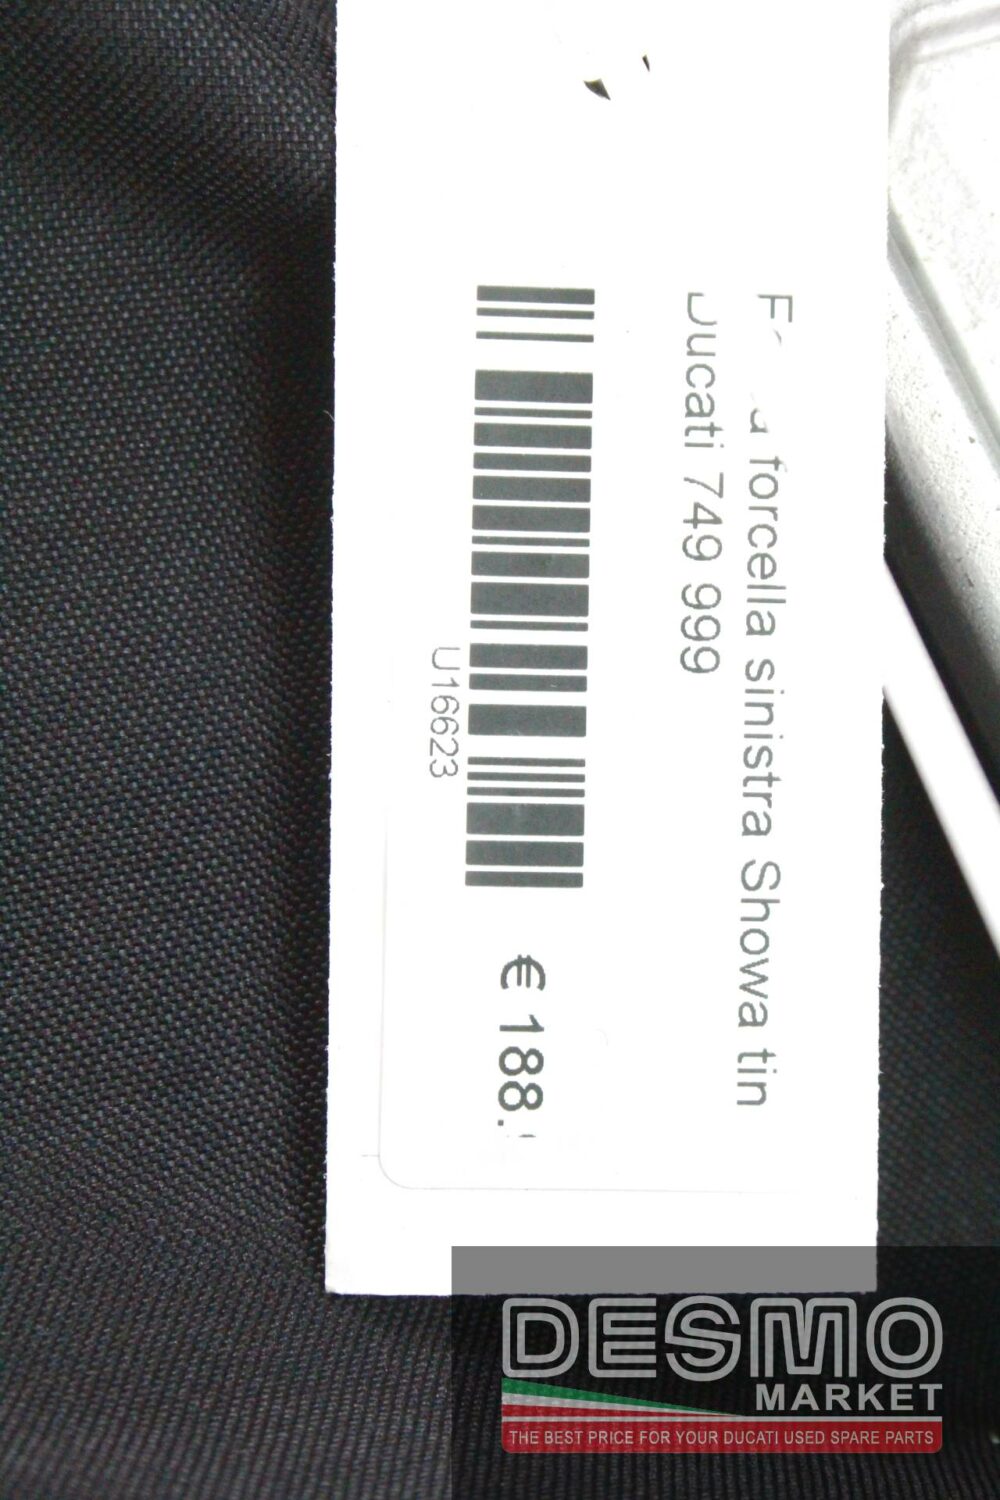 forcella sinistra Showa tin
Ducati 749 999
U16623
€ 188.
DESMO
MARKET
THE BEST PRICE FOR YOUR DUCATI USED SPARE PARTS